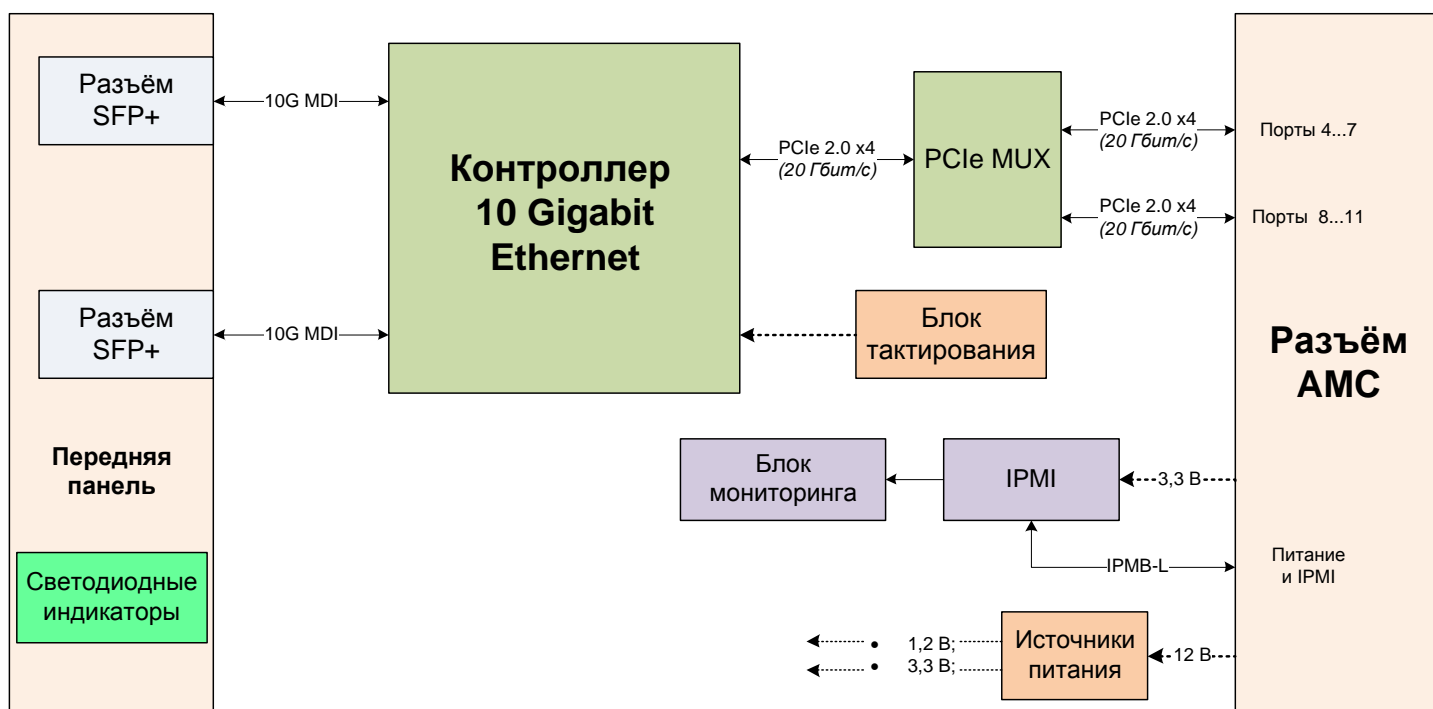 Разъём
SFP+
10G MDI
Контроллер
10 Gigabit
Ethernet
PCIe 2.0 x4
(20 Гбит/с)
PCIe MUX
PCIe 2.0 x4
(20 Гбит/с)
Порты 4...7
PCIe 2.0 x4
(20 Гбит/с)
Порты 8...11
Разъём
SFP+
10G MDI
Блок
тактирования
Разъём
AMC
Передняя
панель
Блок
мониторинга
IPMI
3,3 В
Светодиодные
индикаторы
IPMB-L
Питание
и IPMI
• 1,2 В;
• 3,3 В;
Источники
питания
12 В